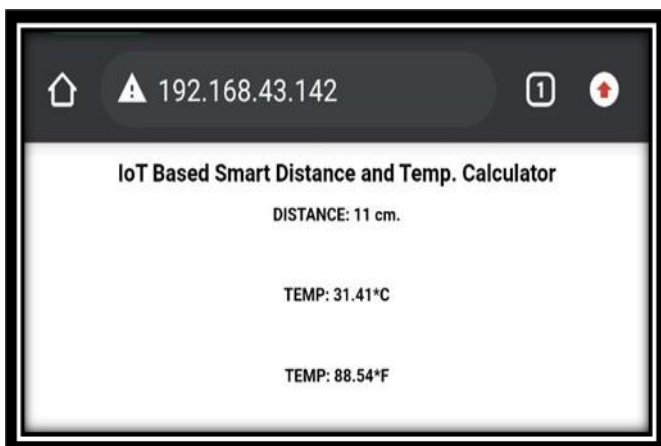 192.168.43.142 1
IoT Based Smart Distance and Temp. Calculator
DISTANCE: 11 cm.
TEMP: 31.41*C
TEMP: 88.54*F